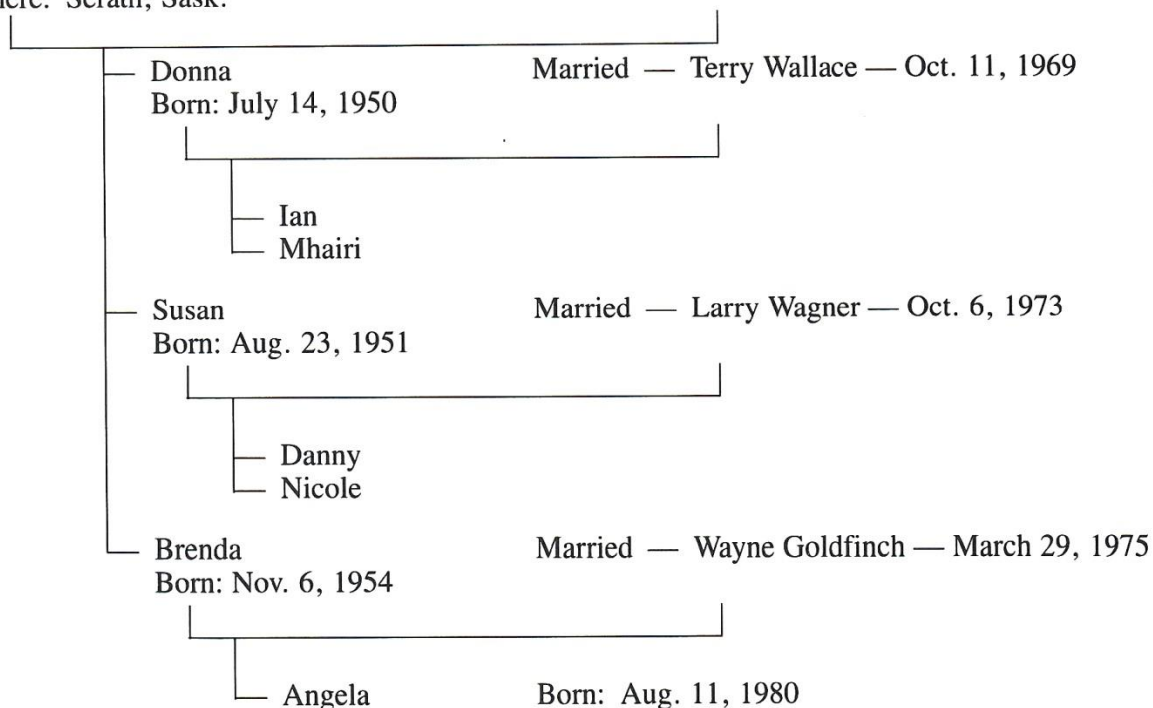 Donna Married — Terry Wallace — Oct. 11, 1969
Born: July 14, 1950
Ian
Mhairi
Susan Married — Larry Wagner — Oct. 6, 1973
Born: Aug. 23, 1951
Danny
Nicole
Brenda Married — Wayne Goldfinch — March 29, 1975
Born: Nov. 6, 1954
Angela Born: Aug. 11, 1980